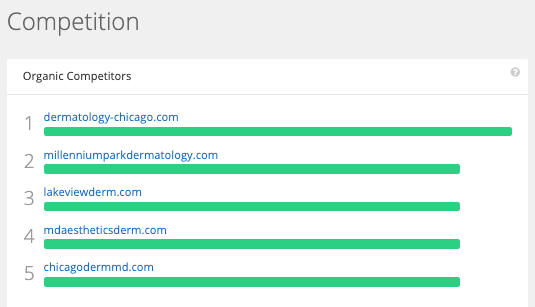 Competition
Organic Competitors
?
1 dermatology-chicago.com
2 millenniumparkdermatology.com
3 lakeviewderm.com
4 mdaestheticsderm.com
5 chicagodermmd.com